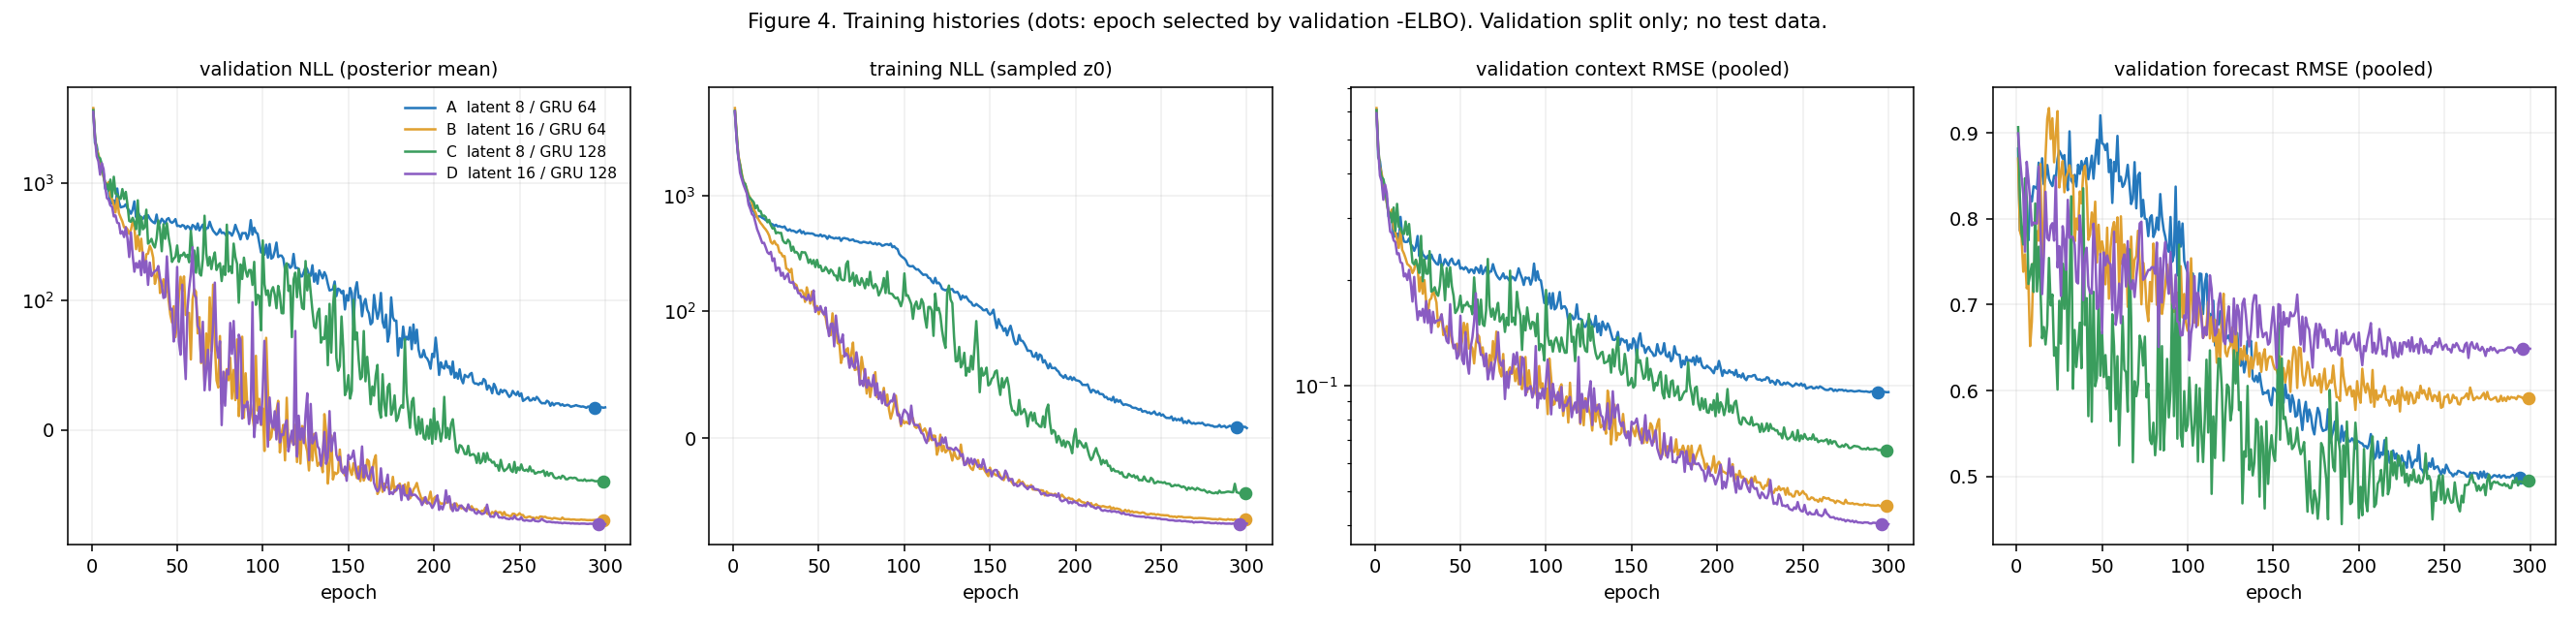 Figure 4. Training histories (dots: epoch selected by validation -ELBO). Validation split only; no test data.
validation NLL (posterior mean)
A latent 8 / GRU 64
B latent 16 / GRU 64
C latent 8 / GRU 128
D latent 16 / GRU 128
10³
10²
0
0 50 100 150 200 250 300
epoch
training NLL (sampled z0)
10³
10²
0
0 50 100 150 200 250 300
epoch
validation context RMSE (pooled)
10⁻¹
0 50 100 150 200 250 300
epoch
validation forecast RMSE (pooled)
0.9
0.8
0.7
0.6
0.5
0 50 100 150 200 250 300
epoch